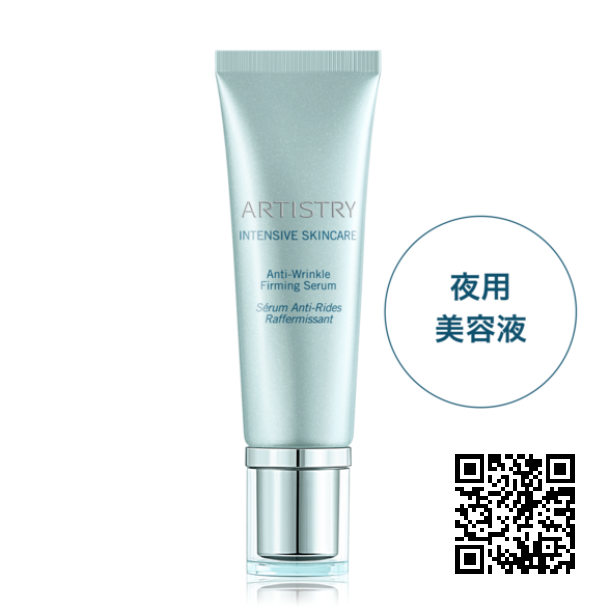 ARTISTRY
INTENSIVE SKINCARE
Anti-Wrinkle
Firming Serum
Sérum Anti-Rides
Raffermissant
夜用
美容液